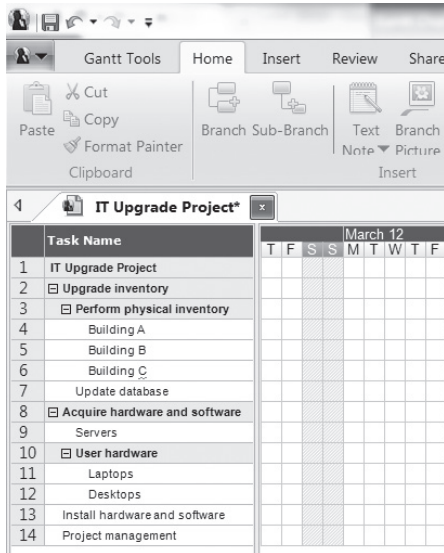 Gantt Tools Home Insert Review Share
Cut
Copy
Format Painter
Paste
Branch Sub-Branch
Text Note
Branch Picture
Clipboard Insert
IT Upgrade Project*
Task Name
March 12
T F S S M T W T F
1 IT Upgrade Project
2 Upgrade inventory
3 Perform physical inventory
4 Building A
5 Building B
6 Building C
7 Update database
8 Acquire hardware and software
9 Servers
10 User hardware
11 Laptops
12 Desktops
13 Install hardware and software
14 Project management